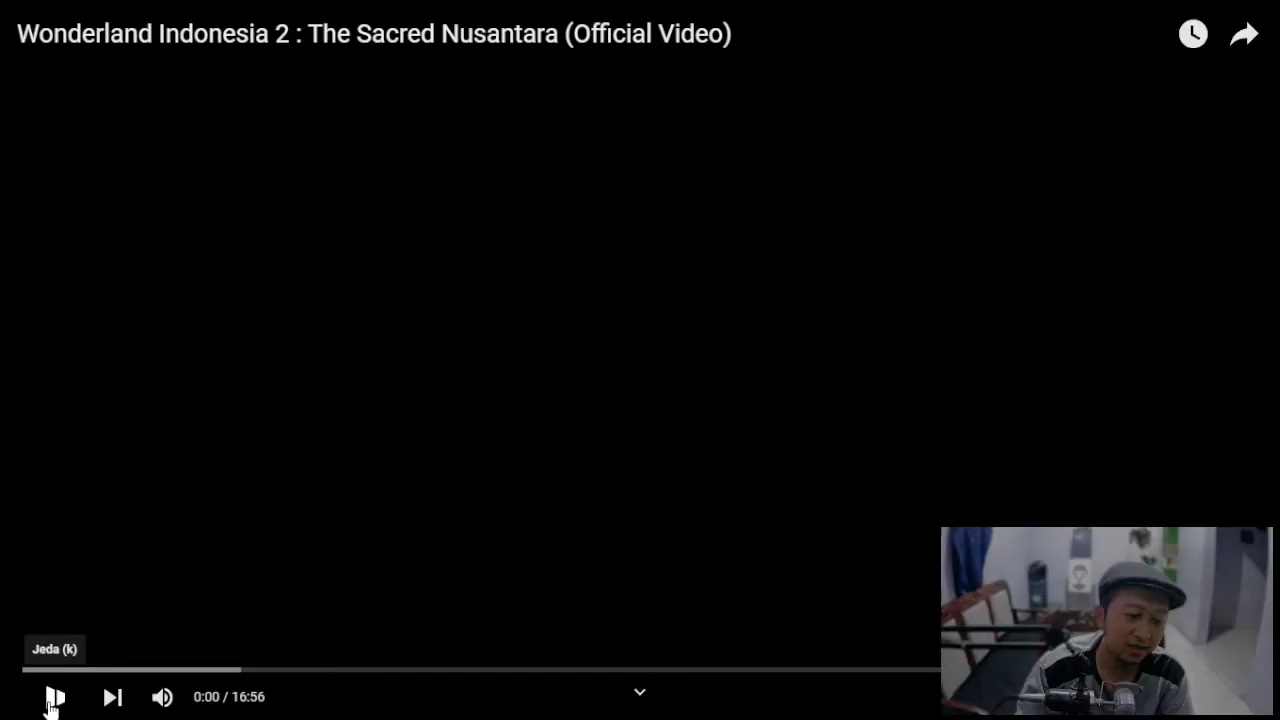 Wonderland Indonesia 2 : The Sacred Nusantara (Official Video)
Jeda (k)
0:00 / 16:56